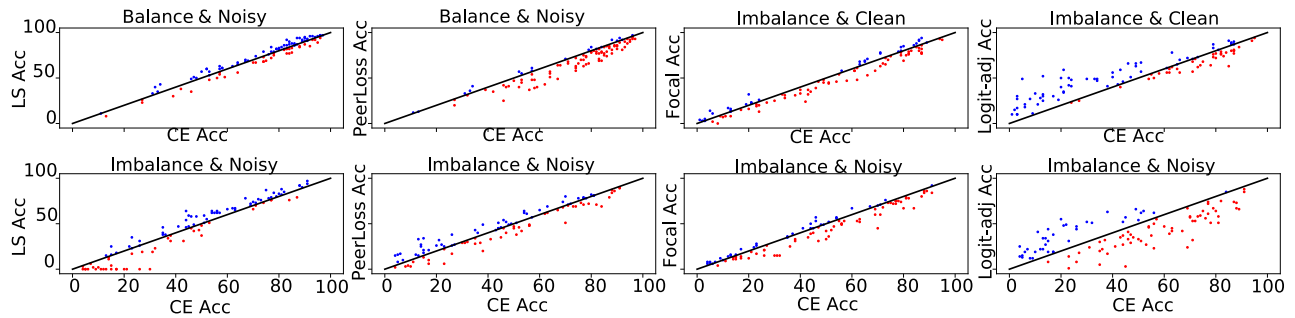 Balance & Noisy
Balance & Noisy
Imbalance & Clean
Imbalance & Clean
LS Acc
100
50
0
CE Acc
PeerLoss Acc
CE Acc
Focal Acc
CE Acc
Logit-adj Acc
CE Acc
Imbalance & Noisy
Imbalance & Noisy
Imbalance & Noisy
Imbalance & Noisy
LS Acc
100
50
0
0 20 40 60 80 100
CE Acc
PeerLoss Acc
0 20 40 60 80 100
CE Acc
Focal Acc
0 20 40 60 80 100
CE Acc
Logit-adj Acc
0 20 40 60 80 100
CE Acc